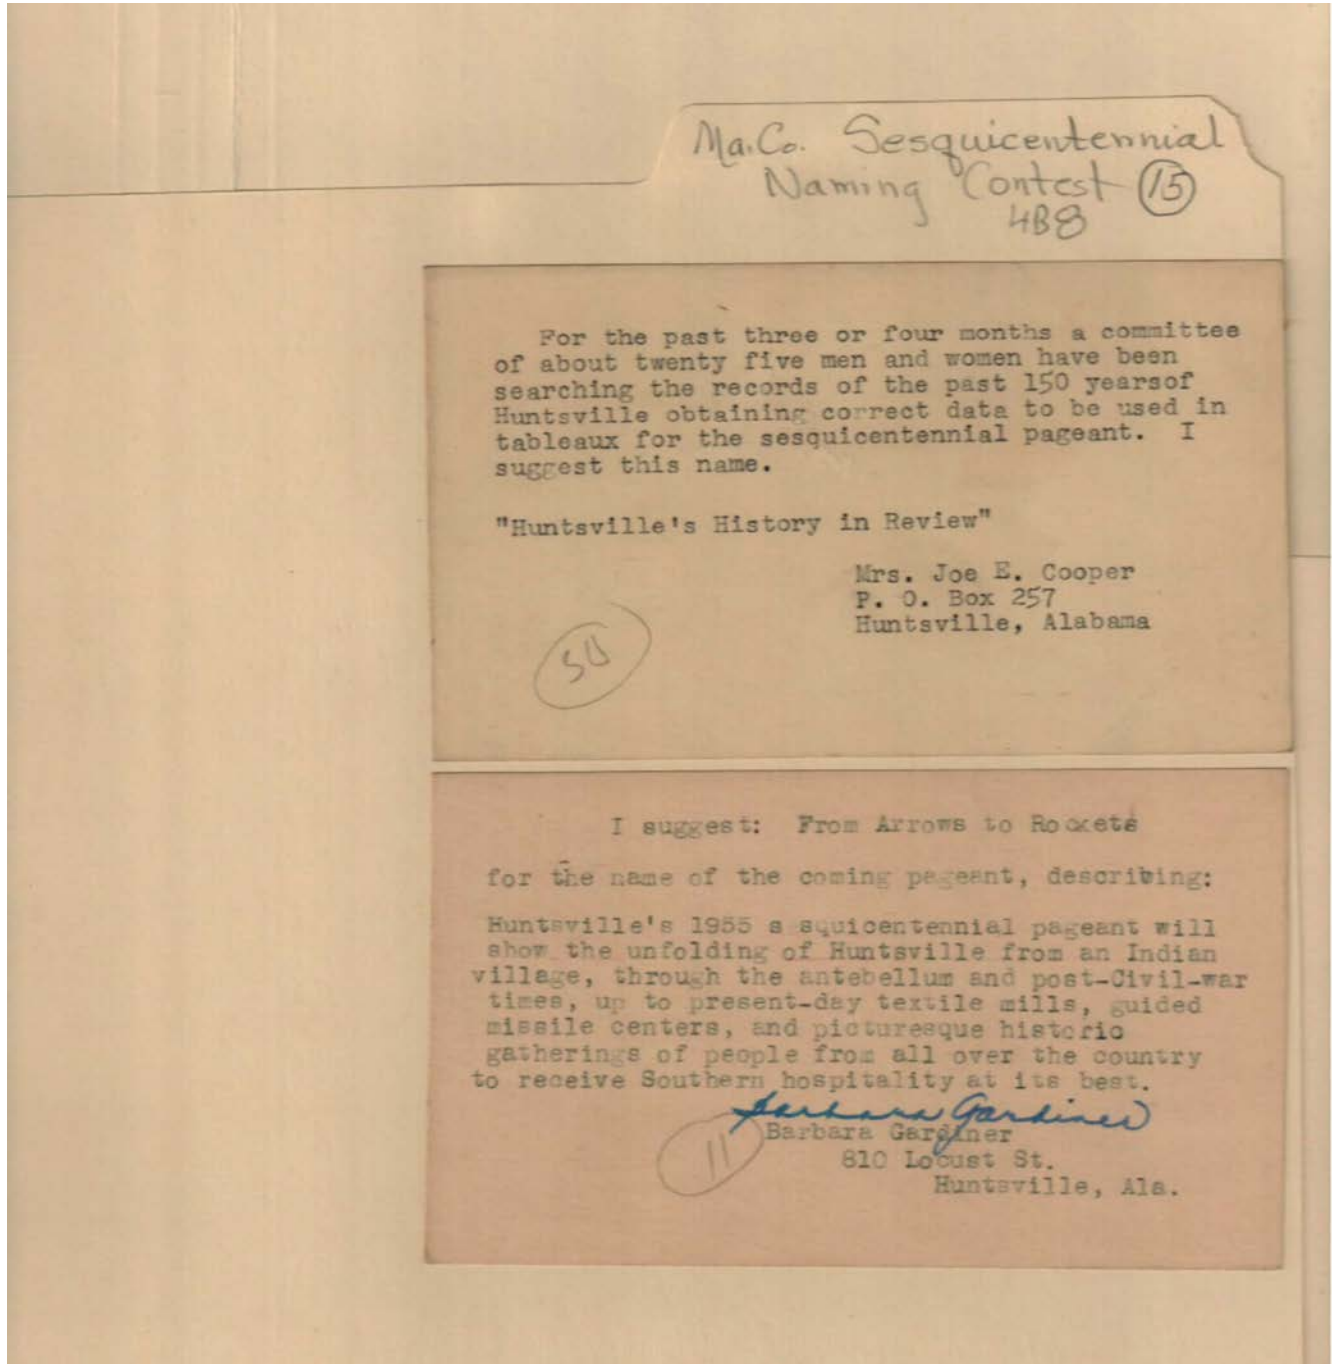 Ma.Co. Sesquicentennial
Naming Contest 15
4B8
For the past three or four months a committee
of about twenty five men and women have been
searching the records of the past 150 yearsof
Huntsville obtaining correct data to be used in
tableaux for the sesquicentennial pageant. I
suggest this name.
"Huntsville's History in Review"
Mrs. Joe E. Cooper
P. O. Box 257
Huntsville, Alabama
I suggest: From Arrows to Rockets
for the name of the coming pageant, describing:
Huntsville's 1955 s squicentennial pageant will
show the unfolding of Huntsville from an Indian
village, through the antebellum and post-Civil-war
times, up to present-day textile mills, guided
missile centers, and picturesque historic
gatherings of people from all over the country
to receive Southern hospitality at its best.
Barbara Gardiner
Barbara Gardiner
11
810 Locust St.
Huntsville, Ala.